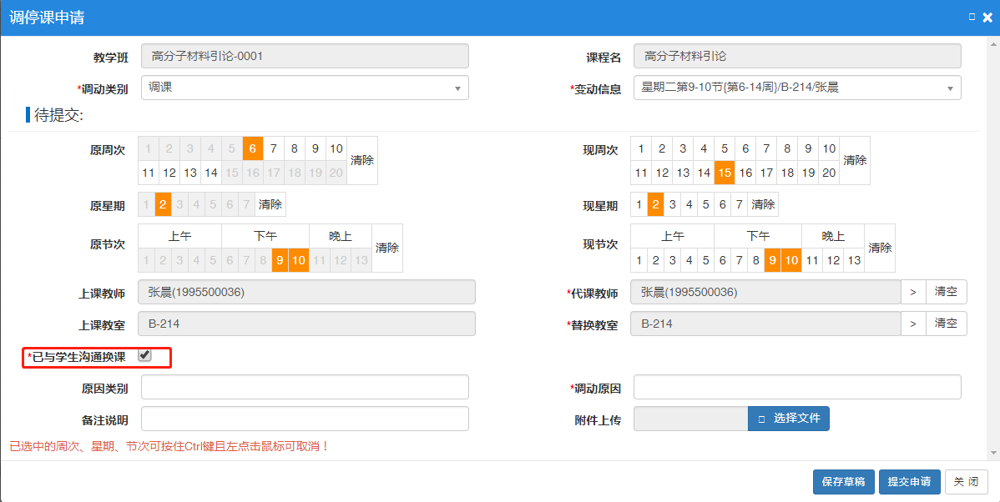 调停课申请
教学班 高分子材料引论-0001 课程名 高分子材料引论
*调动类别 调课 *变动信息 星期二第9-10节{第6-14周}/B-214/张晨
待提交:
原周次 1 2 3 4 5 6 7 8 9 10 清除 现周次 1 2 3 4 5 6 7 8 9 10 清除
11 12 13 14 15 16 17 18 19 20 11 12 13 14 15 16 17 18 19 20
原星期 1 2 3 4 5 6 7 清除 现星期 1 2 3 4 5 6 7 清除
原节次 上午 下午 晚上 清除 现节次 上午 下午 晚上 清除
1 2 3 4 5 6 7 8 9 10 11 12 13 1 2 3 4 5 6 7 8 9 10 11 12 13
上课教师 张晨(1995500036) *代课教师 张晨(1995500036) > 清空
上课教室 B-214 *替换教室 B-214 > 清空
*已与学生沟通换课
原因类别 *调动原因
备注说明 附件上传 选择文件
已选中的周次、星期、节次可按住Ctrl键且左点击鼠标可取消！
保存草稿 提交申请 关 闭